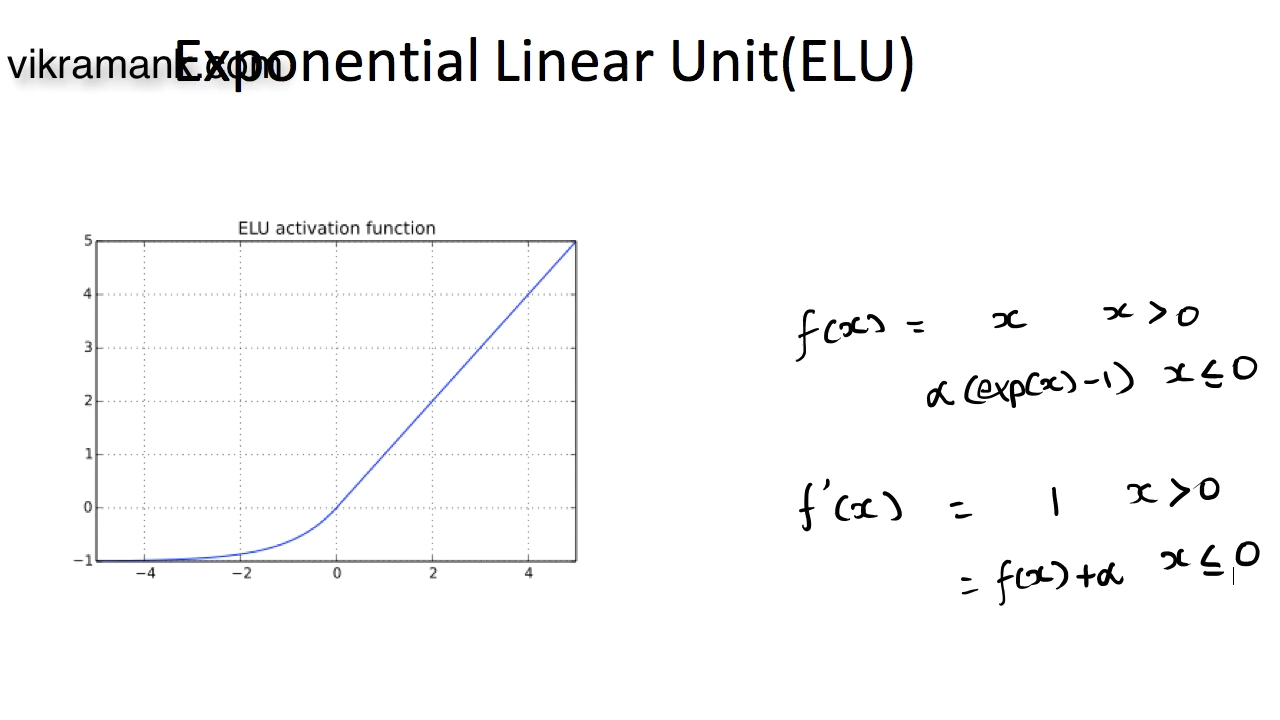 Exponential Linear Unit(ELU)
vikramank.com
ELU activation function
5
4
3
2
1
0
−1
−4 −2 0 2 4
f(x) = x x > 0
α (exp(x) - 1) x ≤ 0
f'(x) = 1 x > 0
= f(x) + α x ≤ 0